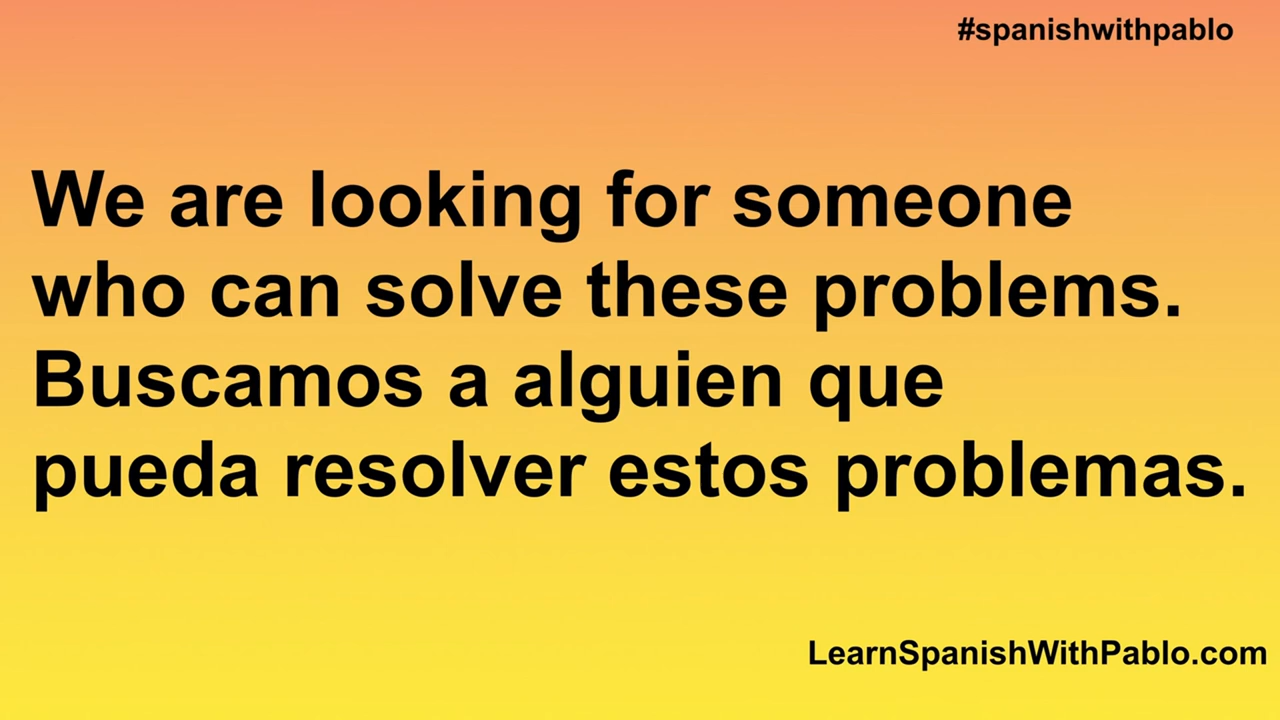 #spanishwithpablo
We are looking for someone
who can solve these problems.
Buscamos a alguien que
pueda resolver estos problemas.
LearnSpanishWithPablo.com